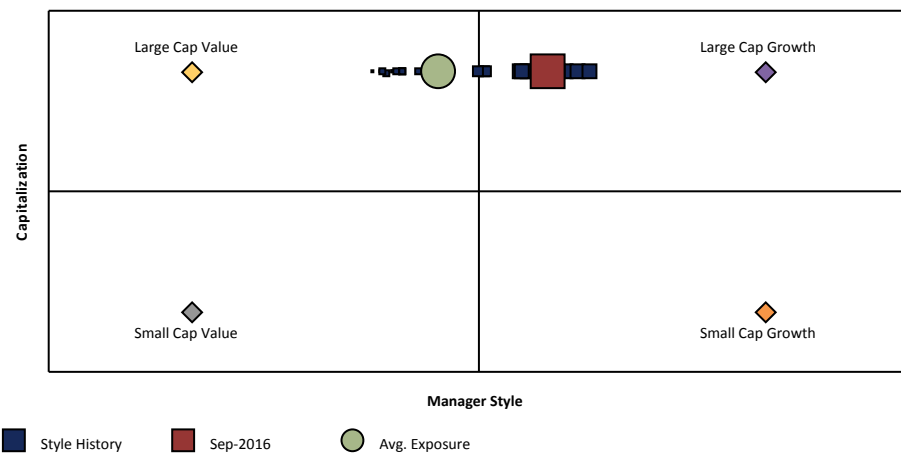 Large Cap Value
Large Cap Growth
Capitalization
Small Cap Value
Small Cap Growth
Manager Style
Style History
Sep-2016
Avg. Exposure